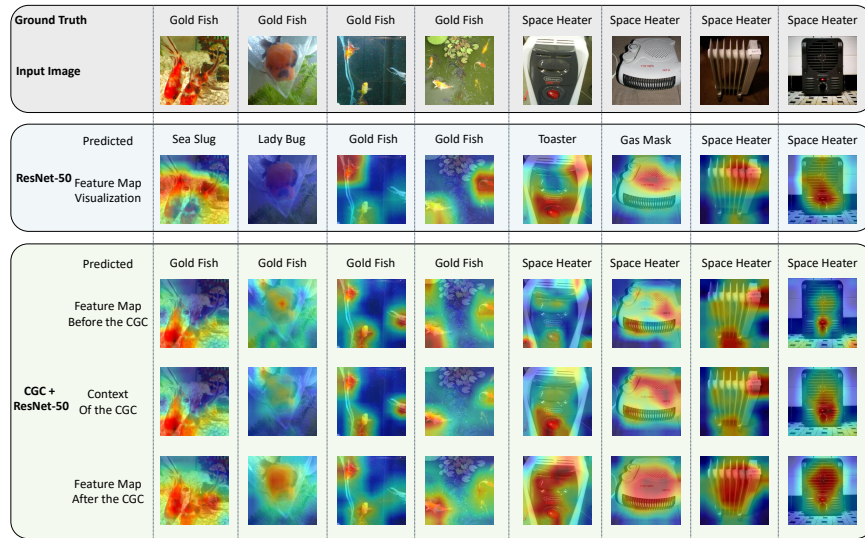 Ground Truth Gold Fish Gold Fish Gold Fish Gold Fish Space Heater Space Heater Space Heater Space Heater
Input Image
Predicted Sea Slug Lady Bug Gold Fish Gold Fish Toaster Gas Mask Space Heater Space Heater
ResNet-50
Feature Map
Visualization
Predicted Gold Fish Gold Fish Gold Fish Gold Fish Space Heater Space Heater Space Heater Space Heater
Feature Map
Before the CGC
CGC +
ResNet-50
Context
Of the CGC
Feature Map
After the CGC